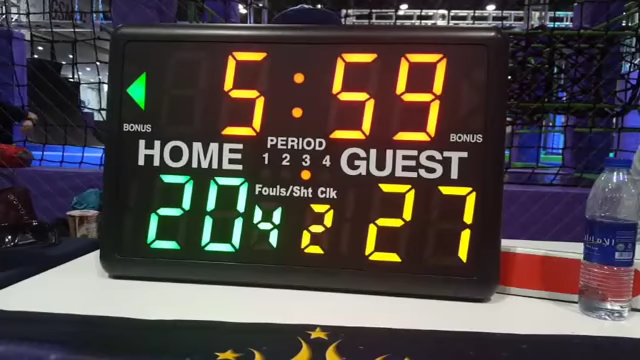 5:59
BONUS
BONUS
HOME
PERIOD
1 2 3 4
GUEST
Fouls/Sht Clk
20 4 2 27